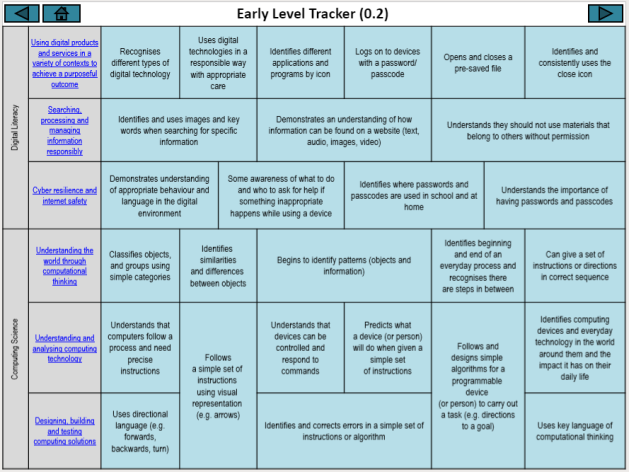 Early Level Tracker (0.2)
Digital Literacy
Using digital products
and services in a
variety of contexts to
achieve a purposeful
outcome
Recognises
different types of
digital technology
Uses digital
technologies in a
responsible way
with appropriate
care
Identifies different
applications and
programs by icon
Logs on to devices
with a password/
passcode
Opens and closes a
pre-saved file
Identifies and
consistently uses the
close icon
Searching,
processing and
managing
information
responsibly
Identifies and uses images and key
words when searching for specific
information
Demonstrates an understanding of how
information can be found on a website (text,
audio, images, video)
Understands they should not use materials that
belong to others without permission
Cyber resilience and
internet safety
Demonstrates understanding
of appropriate behaviour and
language in the digital
environment
Some awareness of what to do
and who to ask for help if
something inappropriate
happens while using a device
Identifies where passwords and
passcodes are used in school and at
home
Understands the importance of
having passwords and passcodes
Computing Science
Understanding the
world through
computational
thinking
Classifies objects,
and groups using
simple categories
Identifies
similarities
and differences
between objects
Begins to identify patterns (objects and
information)
Identifies beginning
and end of an
everyday process and
recognises there
are steps in between
Can give a set of
instructions or directions
in correct sequence
Understanding and
analysing computing
technology
Understands that
computers follow a
process and need
precise
instructions
Follows
a simple set of
instructions
using visual
representation
(e.g. arrows)
Understands that
devices can be
controlled and
respond to
commands
Predicts what
a device (or person)
will do when given a
simple set
of instructions
Follows and
designs simple
algorithms for a
programmable
device
(or person) to carry out
a task (e.g. directions
to a goal)
Identifies computing
devices and everyday
technology in the world
around them and the
impact it has on their
daily life
Designing, building
and testing
computing solutions
Uses directional
language (e.g.
forwards,
backwards, turn)
Identifies and corrects errors in a simple set of
instructions or algorithm
Uses key language of
computational thinking